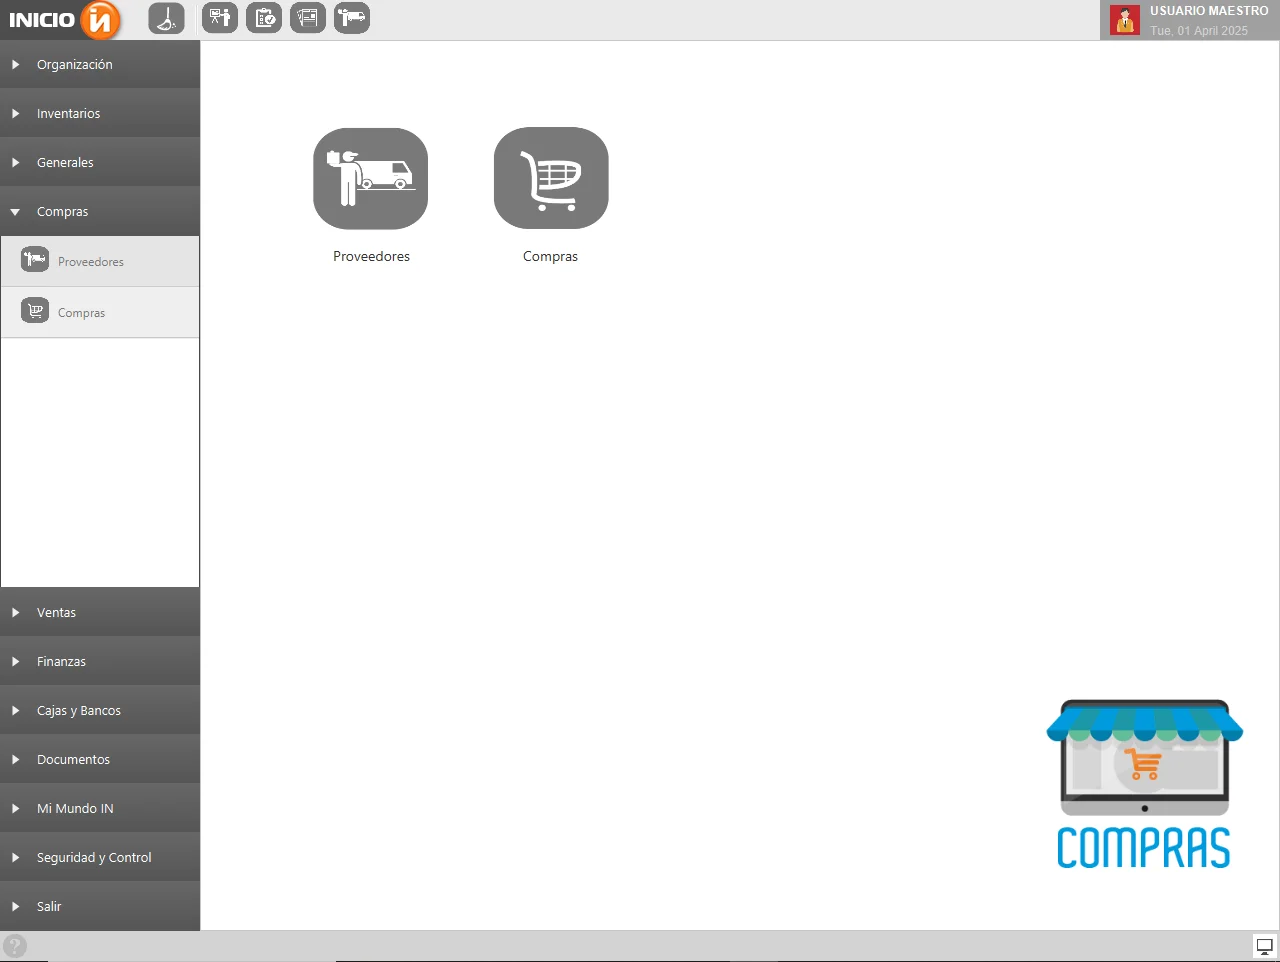 INICIO iN
USUARIO MAESTRO
Tue, 01 April 2025
Organización
Inventarios
Generales
Compras
Proveedores
Compras
Proveedores
Compras
Ventas
Finanzas
Cajas y Bancos
Documentos
Mi Mundo IN
Seguridad y Control
Salir
COMPRAS
?